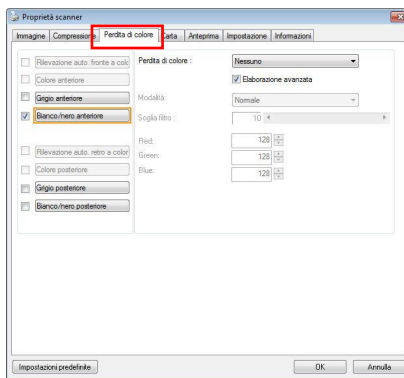 Proprietà scanner
Immagine Compressione Perdita di colore Carta Anteprima Impostazione Informazioni
Rilevazione auto. fronte a colo
Colore anteriore
Grigio anteriore
Bianco/nero anteriore
Rilevazione auto. retro a color
Colore posteriore
Grigio posteriore
Bianco/nero posteriore
Perdita di colore : Nessuno
Elaborazione avanzata
Modalità: Normale
Soglia filtro : 10
Red: 128
Green: 128
Blue: 128
Impostazioni predefinite OK Annulla